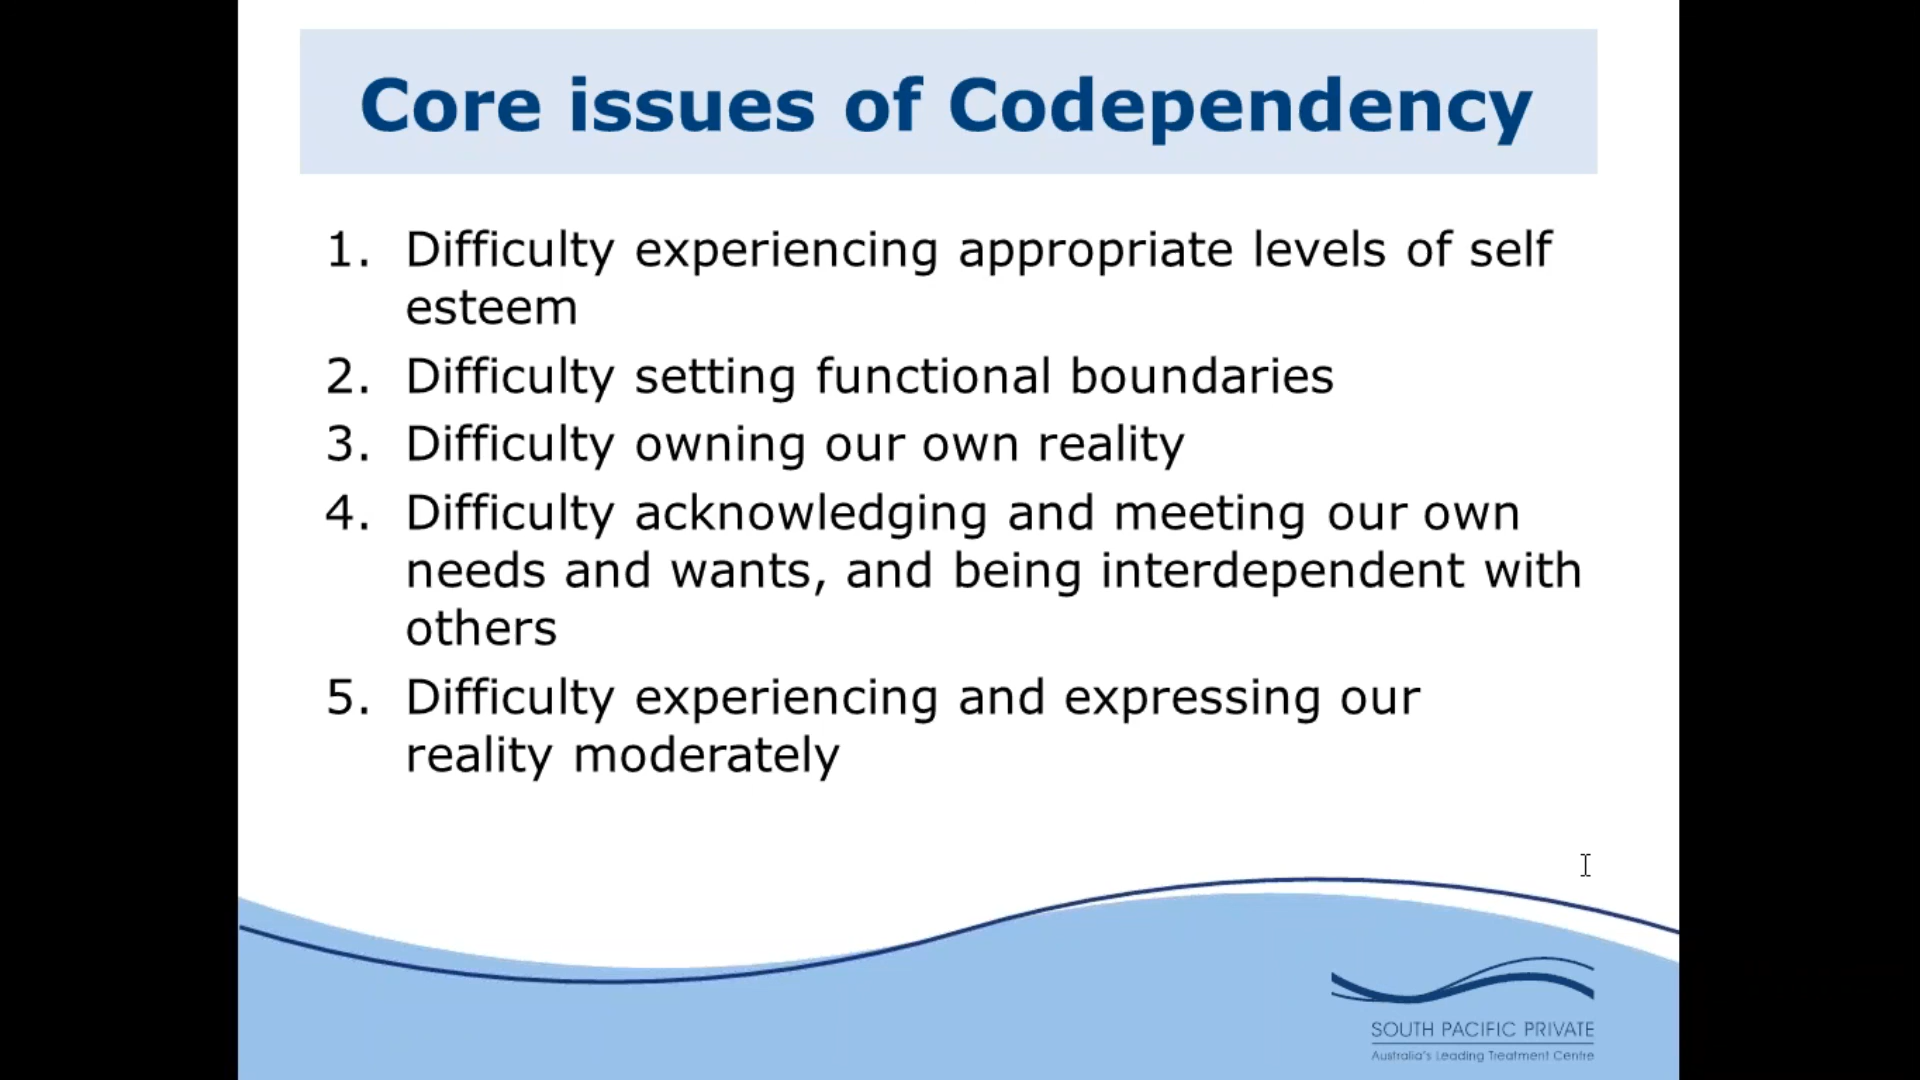 Core issues of Codependency
1. Difficulty experiencing appropriate levels of self
esteem
2. Difficulty setting functional boundaries
3. Difficulty owning our own reality
4. Difficulty acknowledging and meeting our own
needs and wants, and being interdependent with
others
5. Difficulty experiencing and expressing our
reality moderately
SOUTH PACIFIC PRIVATE
Australia's Leading Treatment Centre